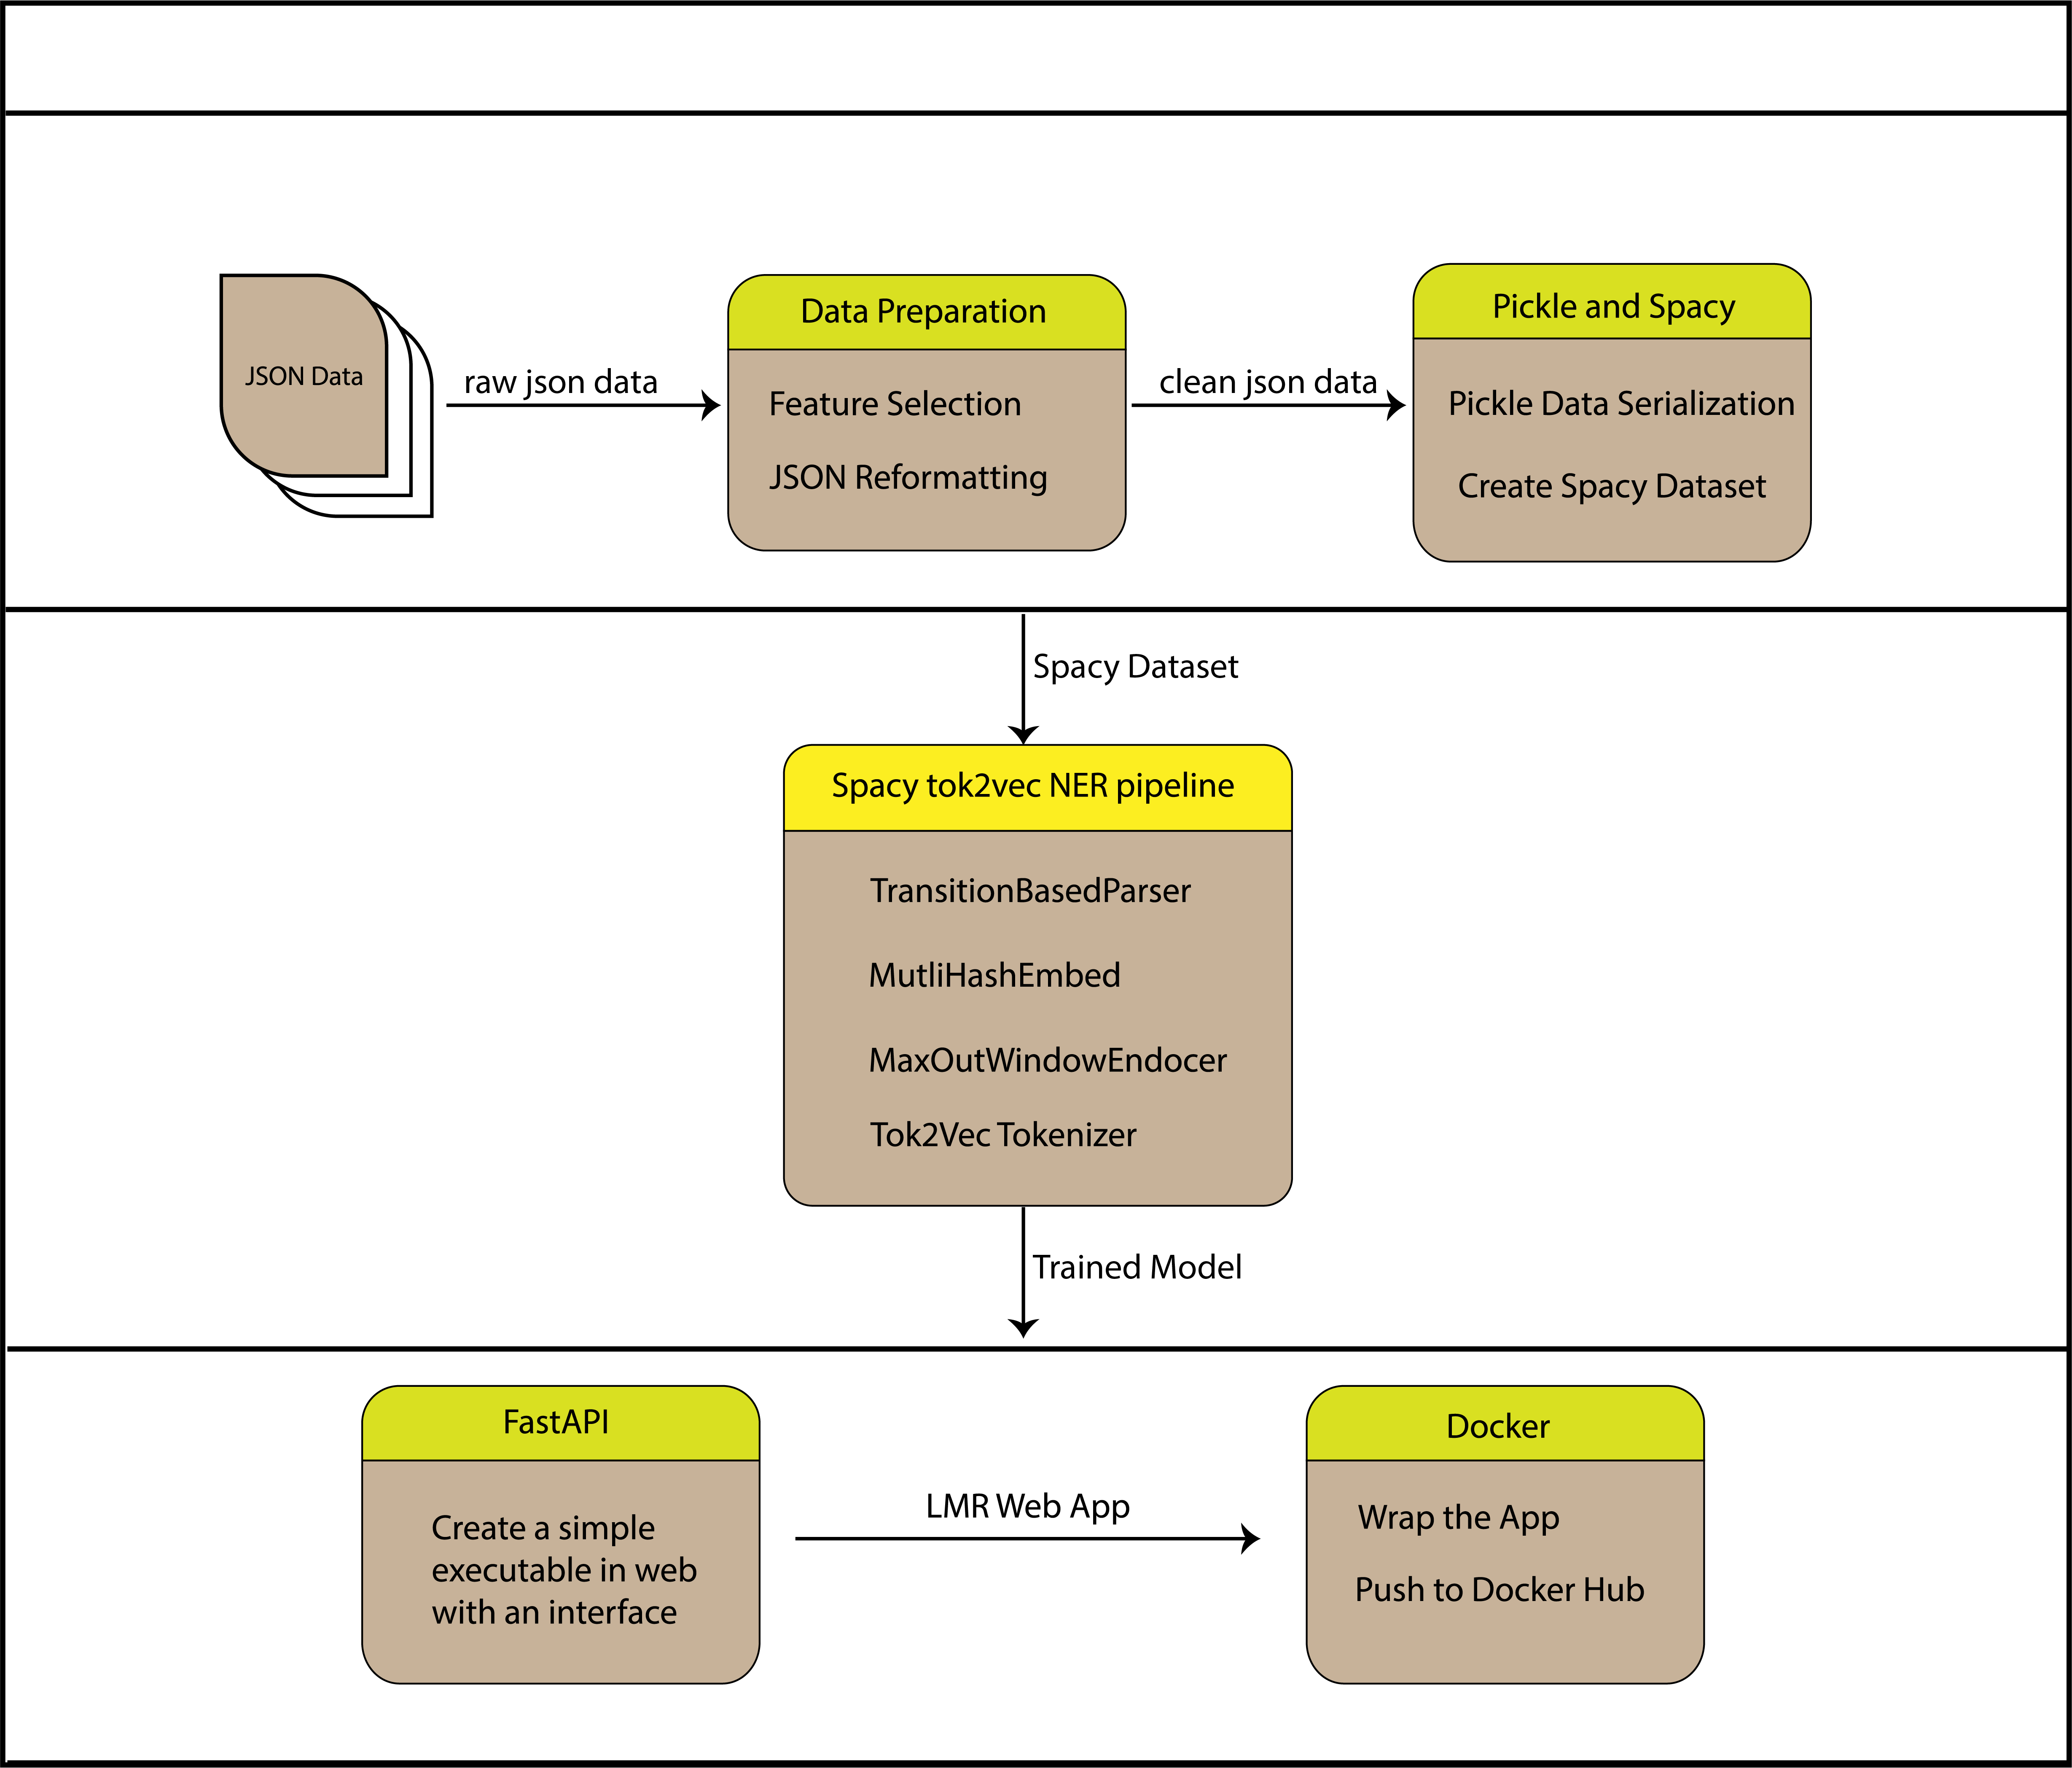 JSON Data
raw json data
Data Preparation
Feature Selection
JSON Reformatting
clean json data
Pickle and Spacy
Pickle Data Serialization
Create Spacy Dataset
Spacy Dataset
Spacy tok2vec NER pipeline
TransitionBasedParser
MutliHashEmbed
MaxOutWindowEndocer
Tok2Vec Tokenizer
Trained Model
FastAPI
Create a simple
executable in web
with an interface
LMR Web App
Docker
Wrap the App
Push to Docker Hub